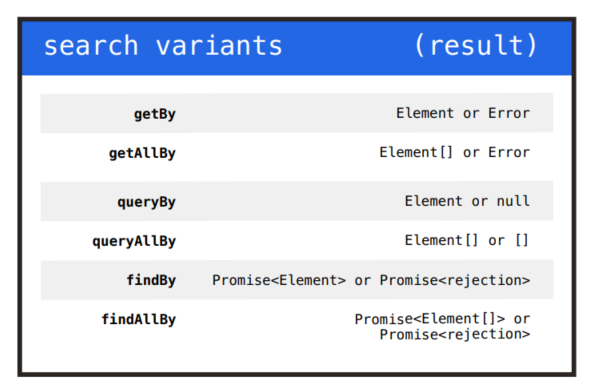 search variants (result)
getBy Element or Error
getAllBy Element[] or Error
queryBy Element or null
queryAllBy Element[] or []
findBy Promise<Element> or Promise<rejection>
findAllBy Promise<Element[]> or
Promise<rejection>